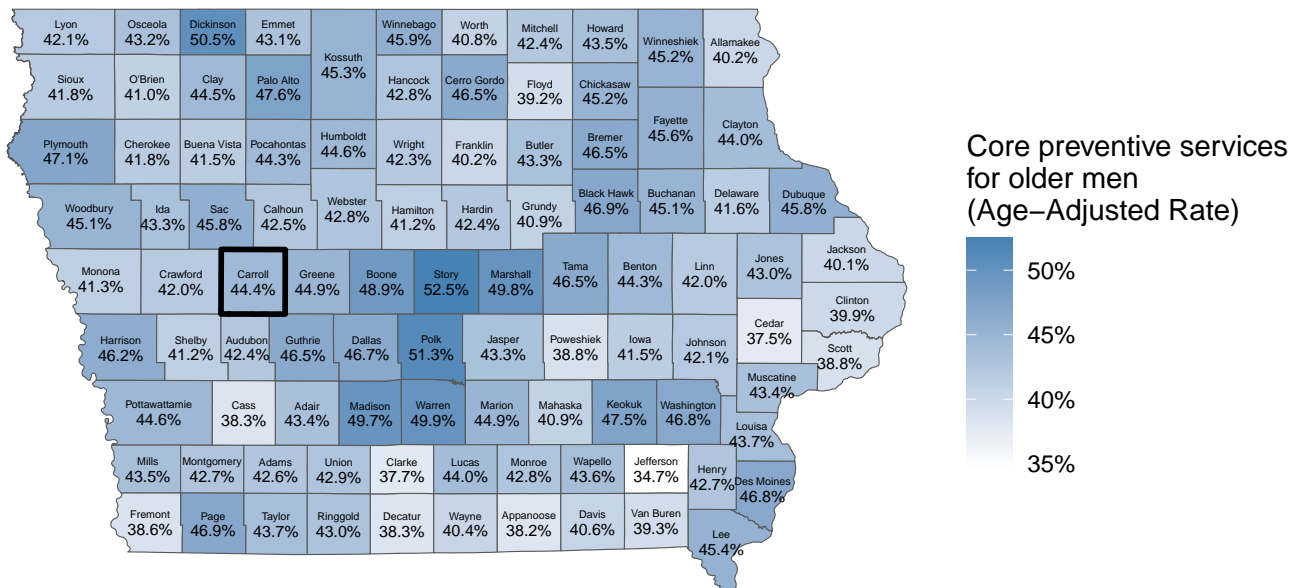 Lyon
42.1%
Osceola
43.2%
Dickinson
50.5%
Emmet
43.1%
Kossuth
45.3%
Winnebago
45.9%
Worth
40.8%
Mitchell
42.4%
Howard
43.5%
Winneshiek
45.2%
Allamakee
40.2%
Sioux
41.8%
O'Brien
41.0%
Clay
44.5%
Palo Alto
47.6%
Hancock
42.8%
Cerro Gordo
46.5%
Floyd
39.2%
Chickasaw
45.2%
Plymouth
47.1%
Cherokee
41.8%
Buena Vista
41.5%
Pocahontas
44.3%
Humboldt
44.6%
Wright
42.3%
Franklin
40.2%
Butler
43.3%
Bremer
46.5%
Fayette
45.6%
Clayton
44.0%
Woodbury
45.1%
Ida
43.3%
Sac
45.8%
Calhoun
42.5%
Webster
42.8%
Hamilton
41.2%
Hardin
42.4%
Grundy
40.9%
Black Hawk
46.9%
Buchanan
45.1%
Delaware
41.6%
Dubuque
45.8%
Monona
41.3%
Crawford
42.0%
Carroll
44.4%
Greene
44.9%
Boone
48.9%
Story
52.5%
Marshall
49.8%
Tama
46.5%
Benton
44.3%
Linn
42.0%
Jones
43.0%
Jackson
40.1%
Clinton
39.9%
Harrison
46.2%
Shelby
41.2%
Audubon
42.4%
Guthrie
46.5%
Dallas
46.7%
Polk
51.3%
Jasper
43.3%
Poweshiek
38.8%
Iowa
41.5%
Johnson
42.1%
Cedar
37.5%
Scott
38.8%
Muscatine
43.4%
Pottawattamie
44.6%
Cass
38.3%
Adair
43.4%
Madison
49.7%
Warren
49.9%
Marion
44.9%
Mahaska
40.9%
Keokuk
47.5%
Washington
46.8%
Louisa
43.7%
Mills
43.5%
Montgomery
42.7%
Adams
42.6%
Union
42.9%
Clarke
37.7%
Lucas
44.0%
Monroe
42.8%
Wapello
43.6%
Jefferson
34.7%
Henry
42.7%
Des Moines
46.8%
Fremont
38.6%
Page
46.9%
Taylor
43.7%
Ringgold
43.0%
Decatur
38.3%
Wayne
40.4%
Appanoose
38.2%
Davis
40.6%
Van Buren
39.3%
Lee
45.4%
Core preventive services
for older men
(Age−Adjusted Rate)
50%
45%
40%
35%